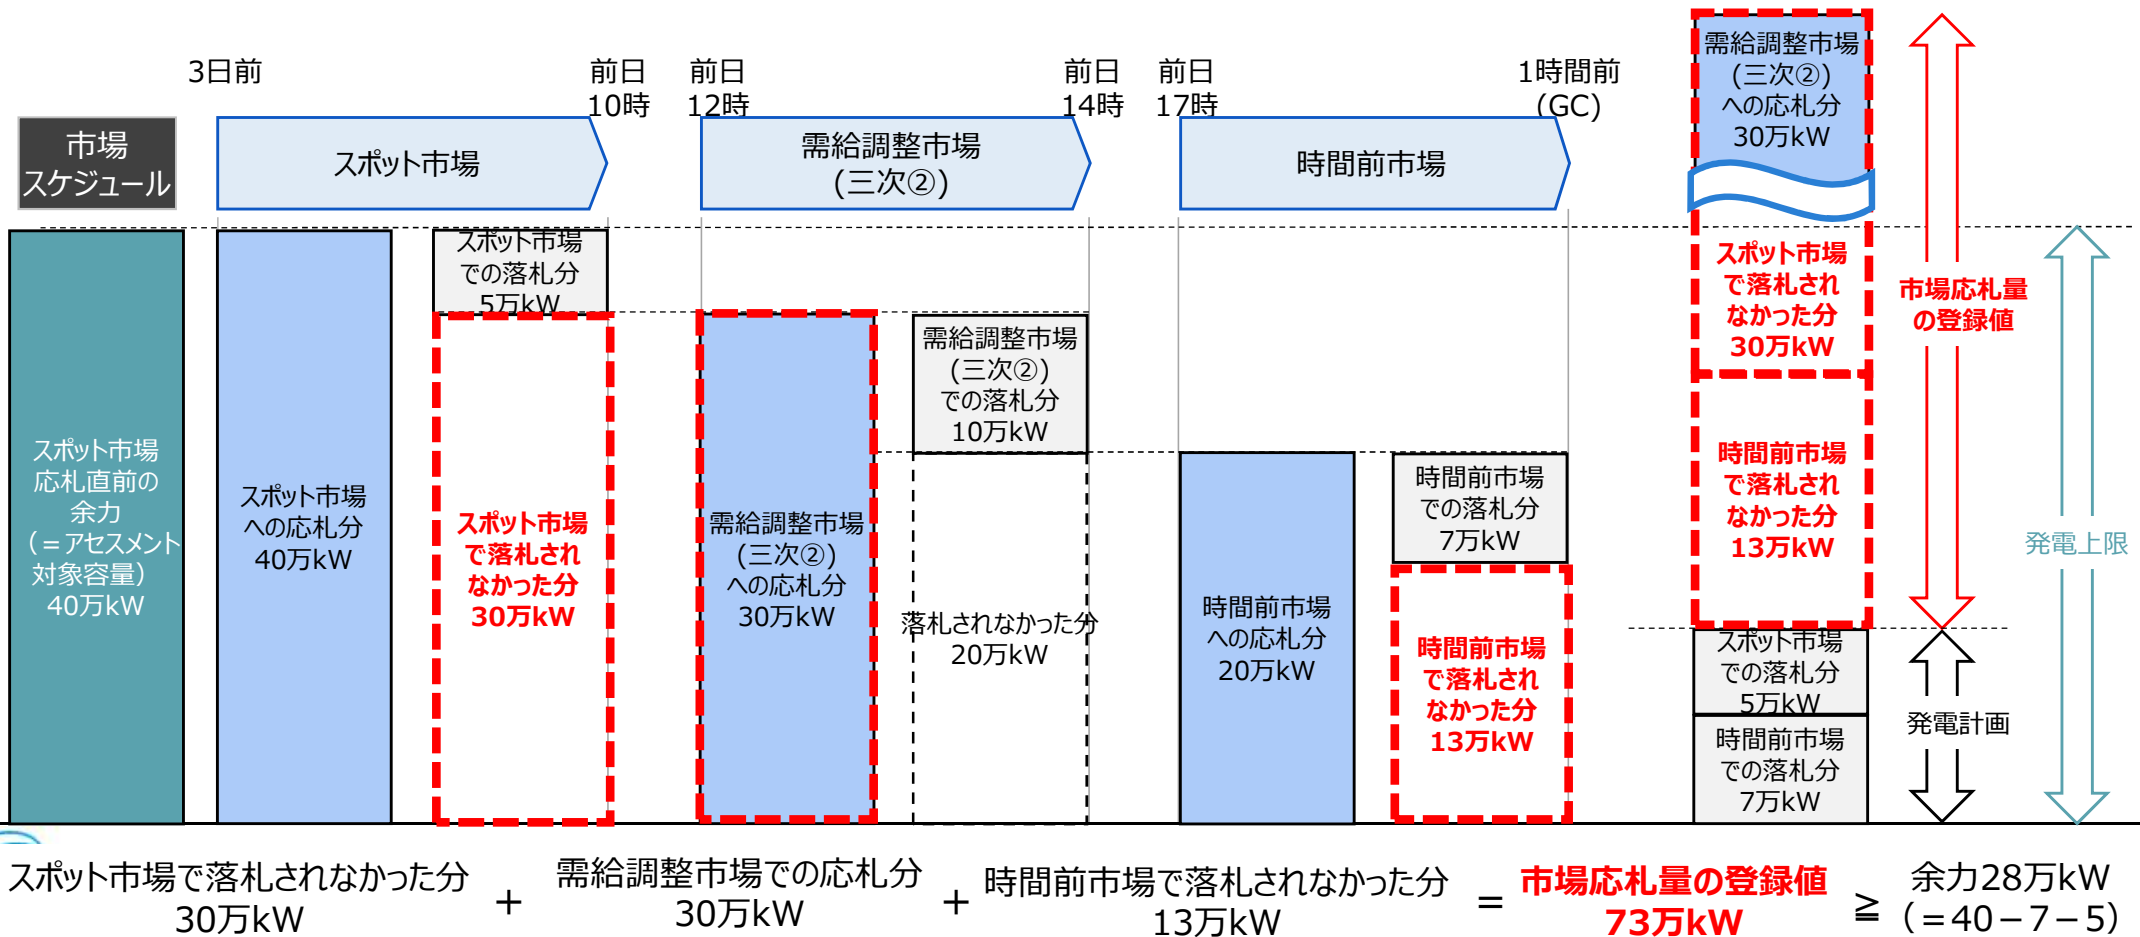 3日前
前日
10時
前日
12時
前日
14時
前日
17時
1時間前
(GC)
市場
スケジュール
スポット市場
需給調整市場
(三次②)
時間前市場
スポット市場
応札直前の
余力
（＝アセスメント
対象容量）
40万kW
スポット市場
への応札分
40万kW
スポット市場
での落札分
5万kW
スポット市場
で落札され
なかった分
30万kW
需給調整市場
(三次②)
への応札分
30万kW
需給調整市場
(三次②)
での落札分
10万kW
落札されなかった分
20万kW
時間前市場
への応札分
20万kW
時間前市場
での落札分
7万kW
時間前市場
で落札され
なかった分
13万kW
需給調整市場
(三次②)
への応札分
30万kW
スポット市場
で落札され
なかった分
30万kW
時間前市場
で落札され
なかった分
13万kW
スポット市場
での落札分
5万kW
時間前市場
での落札分
7万kW
市場応札量
の登録値
発電計画
発電上限
スポット市場で落札されなかった分
30万kW
＋
需給調整市場での応札分
30万kW
＋
時間前市場で落札されなかった分
13万kW
＝
市場応札量の登録値
73万kW
≧
余力28万kW
（＝40－7－5）